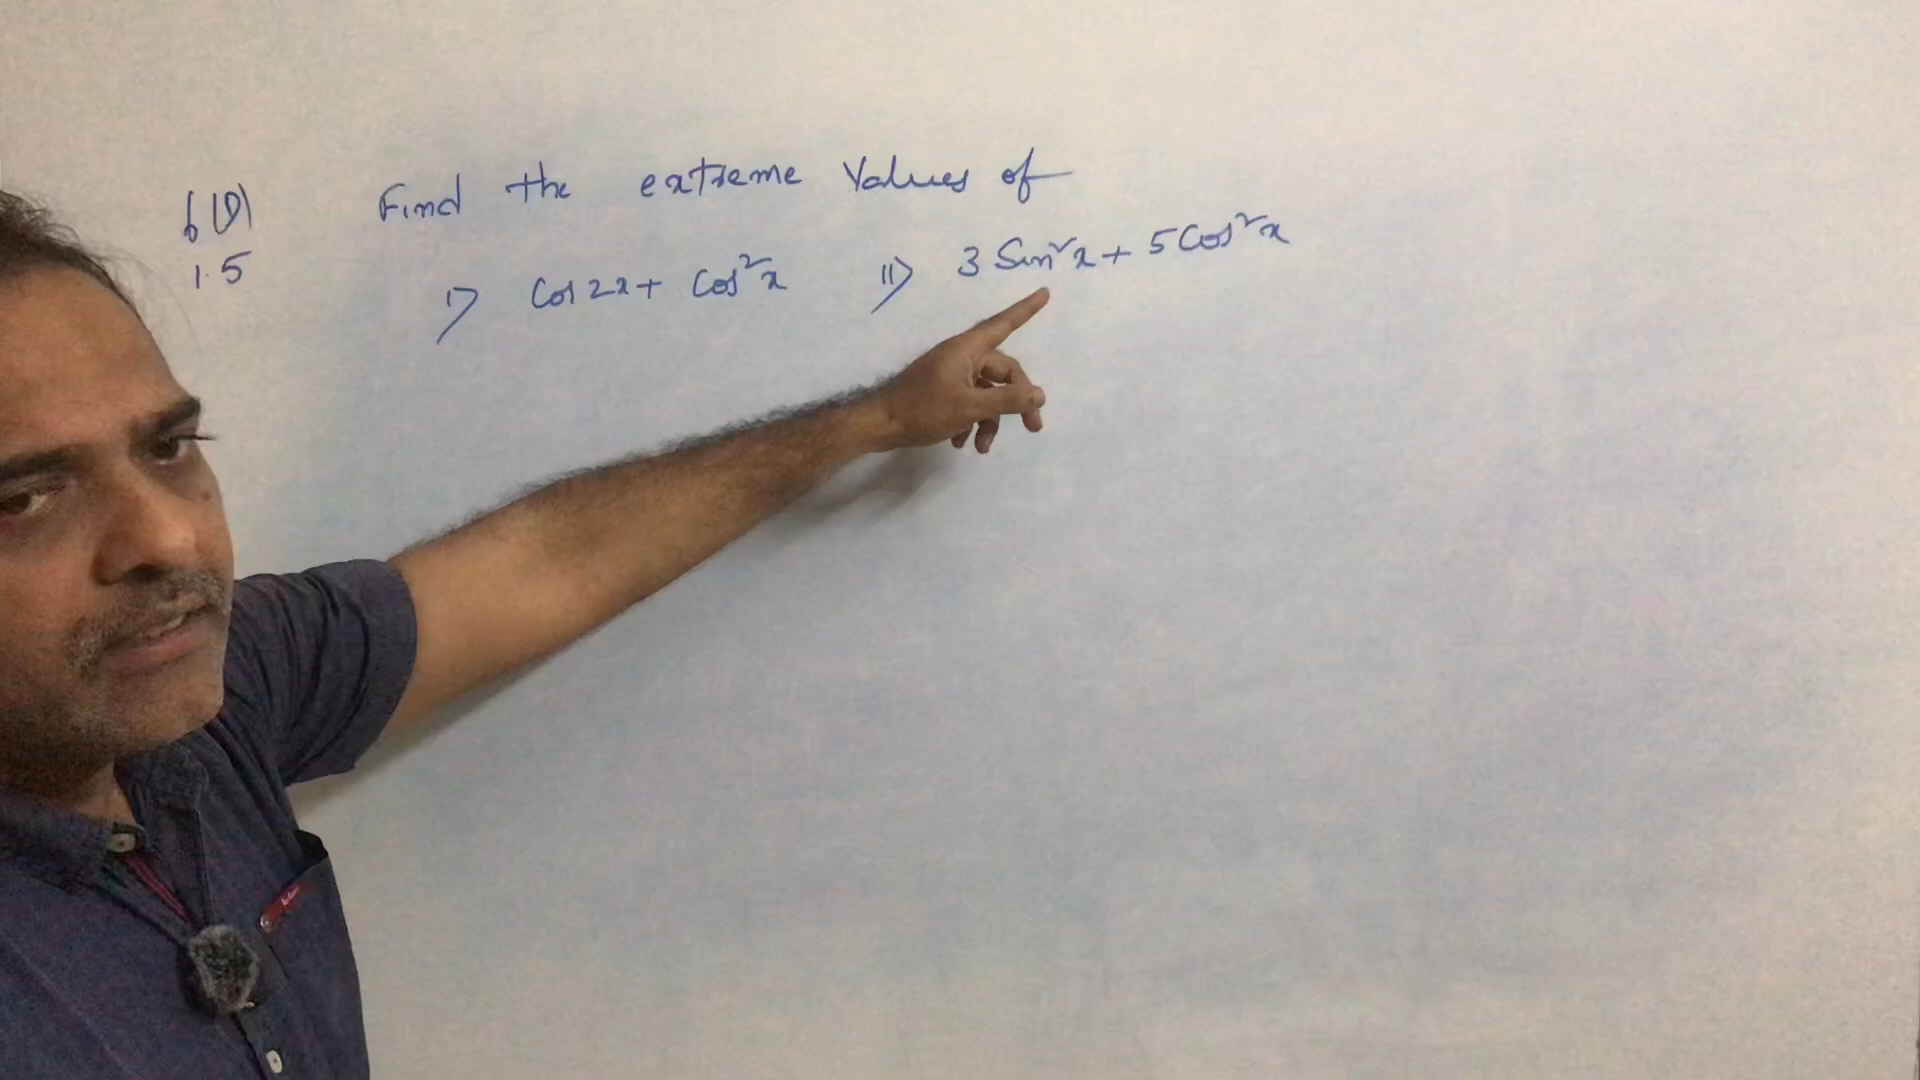 6(D) Find the extreme Values of
1.5 i) Cos 2x + Cos²x ii) 3 Sin²x + 5 Cos²x